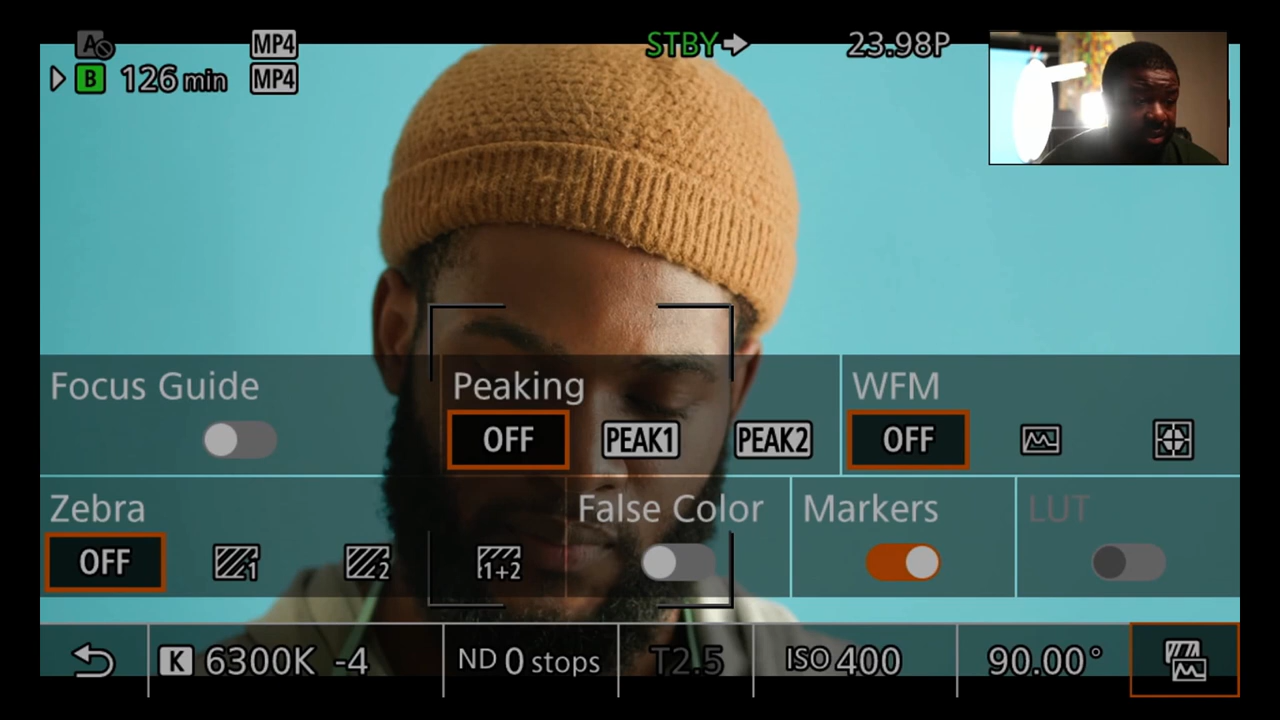 A MP4 STBY 23.98P
B 126 min MP4
Focus Guide Peaking WFM
OFF PEAK1 PEAK2 OFF
Zebra False Color Markers LUT
OFF 1 2 1+2
K 6300K -4 ND 0 stops T2.5 ISO 400 90.00°